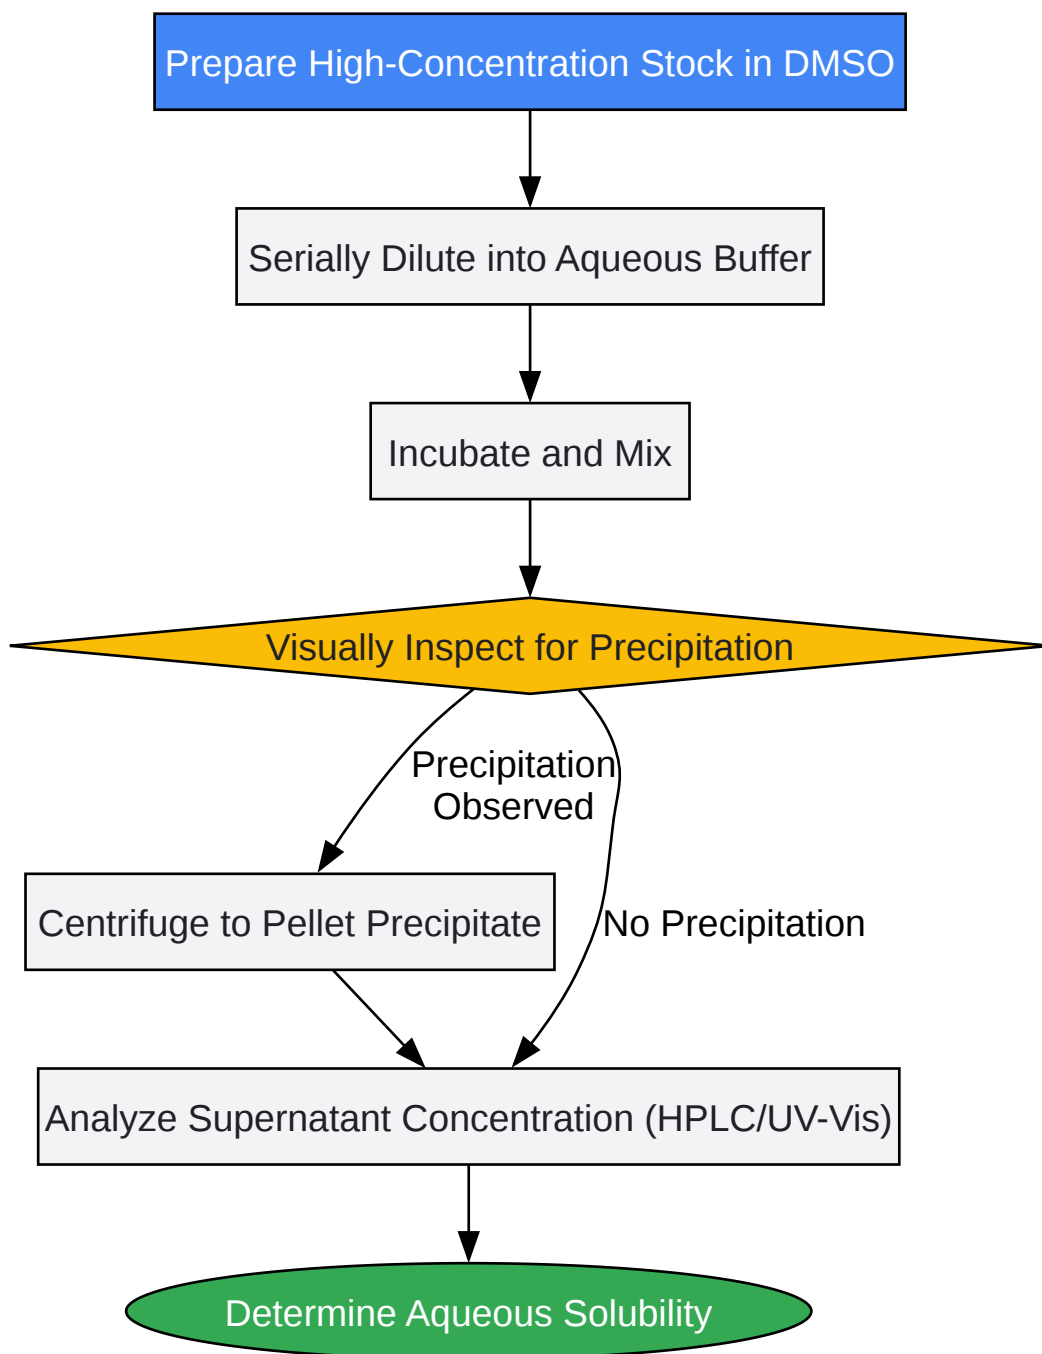 Prepare High-Concentration Stock in DMSO
Serially Dilute into Aqueous Buffer
Incubate and Mix
Visually Inspect for Precipitation
Precipitation
Observed
Centrifuge to Pellet Precipitate
No Precipitation
Analyze Supernatant Concentration (HPLC/UV-Vis)
Determine Aqueous Solubility